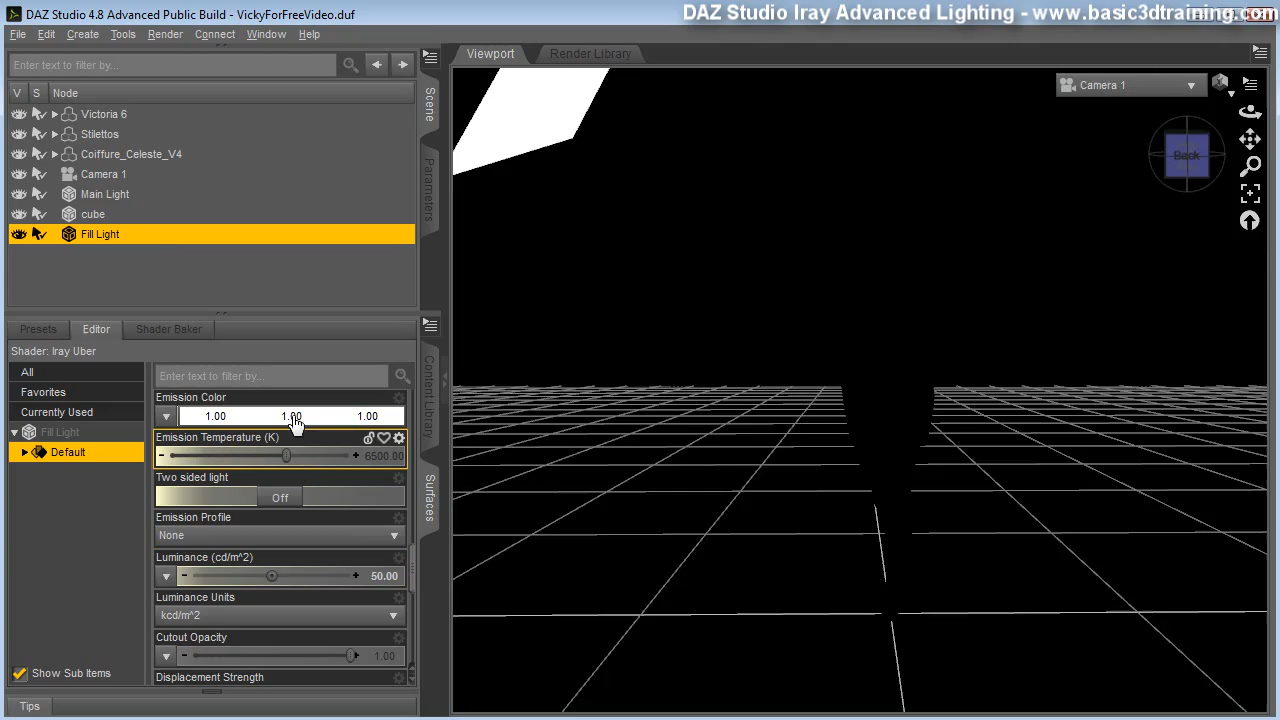 DAZ Studio 4.8 Advanced Public Build - VickyForFreeVideo.duf
DAZ Studio Iray Advanced Lighting - www.basic3dtraining.com
File Edit Create Tools Render Connect Window Help
Enter text to filter by...
V S Node
Victoria 6
Stilettos
Coiffure_Celeste_V4
Camera 1
Main Light
cube
Fill Light
Scene
Parameters
Presets Editor Shader Baker
Shader: Iray Uber
All
Favorites
Currently Used
Fill Light
Default
Show Sub Items
Tips
Enter text to filter by...
Emission Color
1.00 1.00 1.00
Emission Temperature (K)
- + 6500.00
Two sided light
Off
Emission Profile
None
Luminance (cd/m^2)
- + 50.00
Luminance Units
kcd/m^2
Cutout Opacity
- + 1.00
Displacement Strength
Content Library
Surfaces
Viewport Render Library
Camera 1
Back